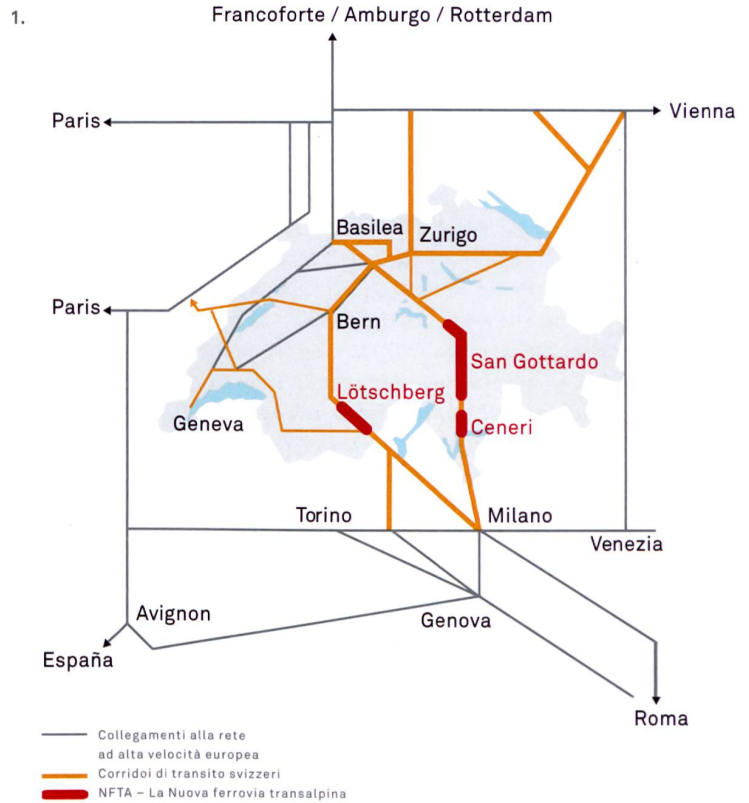 1.
Francoforte / Amburgo / Rotterdam
Paris
Vienna
Basilea
Zurigo
Paris
Bern
San Gottardo
Lötschberg
Ceneri
Geneva
Torino
Milano
Venezia
Avignon
Genova
España
Roma
Collegamenti alla rete
ad alta velocità europea
Corridoi di transito svizzeri
NFTA – La Nuova ferrovia transalpina